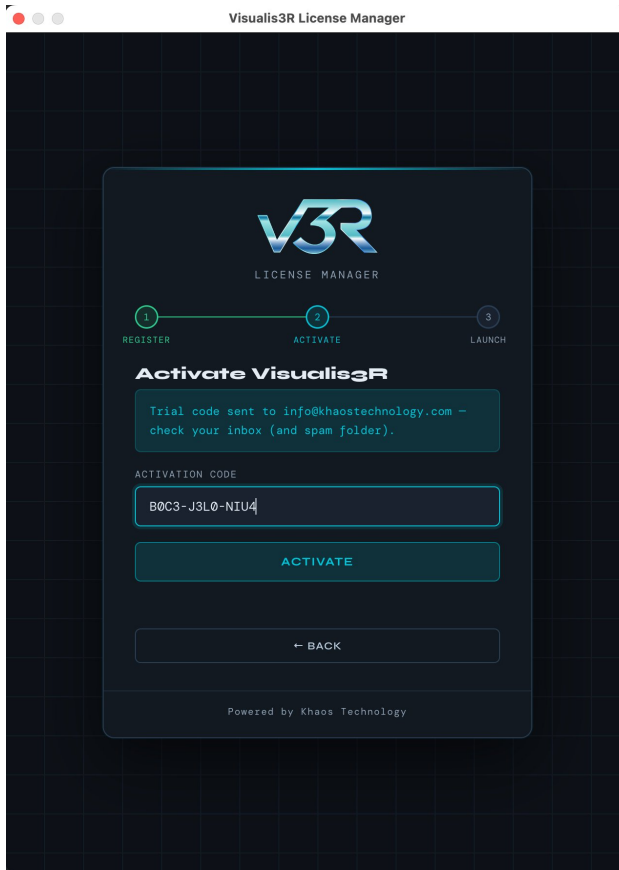 Visualis3R License Manager
V3R
LICENSE MANAGER
1
2
3
REGISTER
ACTIVATE
LAUNCH
Activate Visualis3R
Trial code sent to info@khaostechnology.com —
check your inbox (and spam folder).
ACTIVATION CODE
B0C3-J3L0-NIU4
ACTIVATE
← BACK
Powered by Khaos Technology